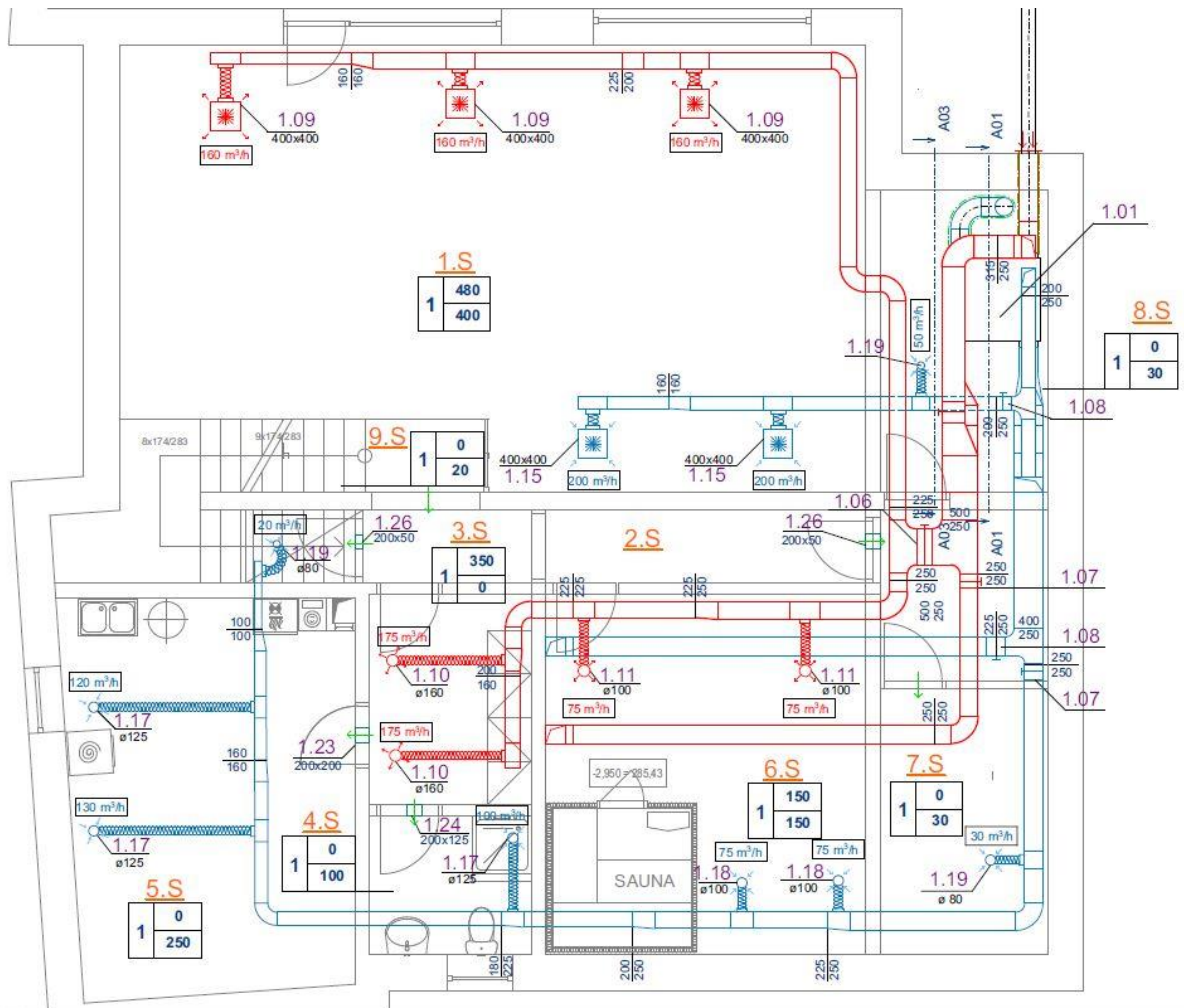 160
160
225
200
1.09
400x400
1.09
400x400
1.09
400x400
160 m³/h
160 m³/h
160 m³/h
A03
A01
1.01
315
250
200
250
1.S
1
480
400
50 m³/h
8.S
1
0
30
1.19
160
160
200
250
1.08
8x174/283
9x174/283
9.S
1
0
20
400x400
1.15
200 m³/h
400x400
1.15
200 m³/h
1.06
225
250
500
250
A03
A01
20 m³/h
1.19
ø80
1.26
200x50
3.S
1
350
0
2.S
1.26
200x50
225
225
225
250
250
250
250
250
1.07
500
250
100
100
400
250
225
250
1.08
175 m³/h
1.10
ø160
200
160
1.11
ø100
1.11
ø100
250
250
1.07
120 m³/h
1.17
ø125
75 m³/h
75 m³/h
175 m³/h
1.10
ø160
250
250
160
160
1.23
200x200
-2,950 = 285,43
6.S
1
150
150
7.S
1
0
30
130 m³/h
1.17
ø125
4.S
1
0
100
1.24
200x125
100 m³/h
1.17
ø125
SAUNA
75 m³/h
75 m³/h
1.18
ø100
1.18
ø100
30 m³/h
1.19
ø 80
5.S
1
0
250
180
225
200
250
225
250